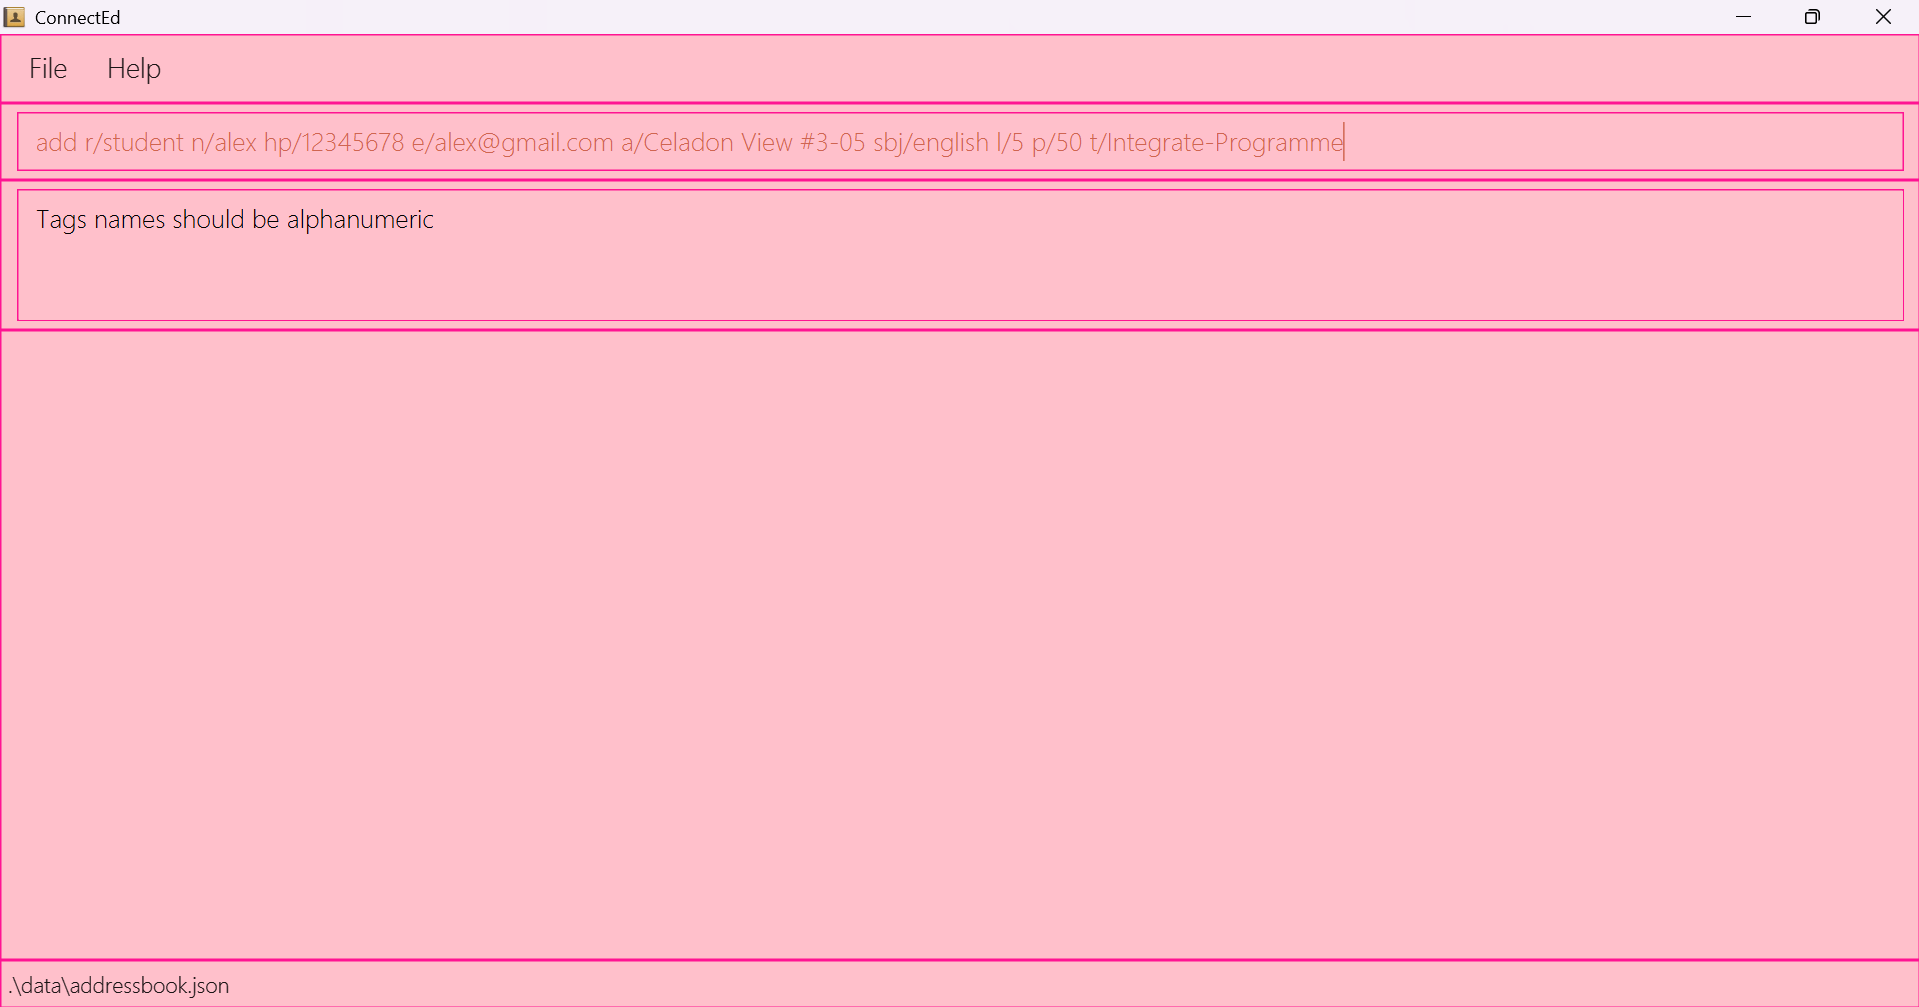 ConnectEd
File Help
add r/student n/alex hp/12345678 e/alex@gmail.com a/Celadon View #3-05 sbj/english l/5 p/50 t/Integrate-Programme
Tags names should be alphanumeric
.\data\addressbook.json